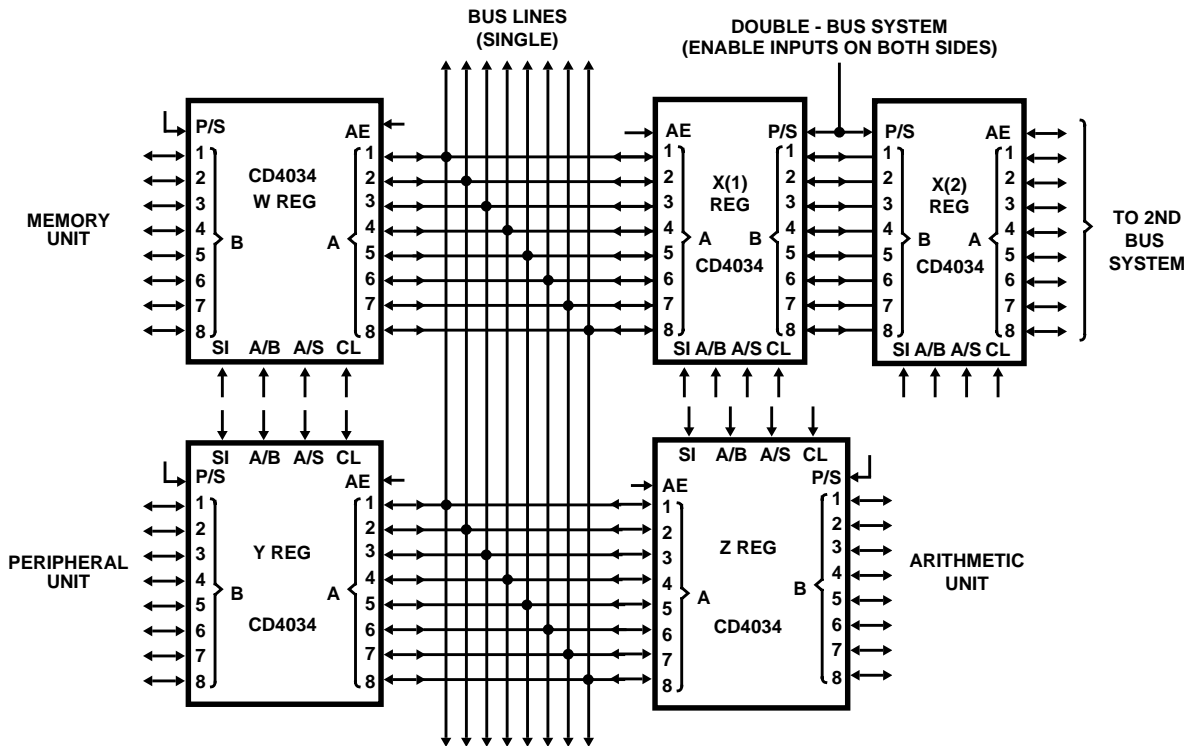 BUS LINES
(SINGLE)
DOUBLE - BUS SYSTEM
(ENABLE INPUTS ON BOTH SIDES)
MEMORY
UNIT
P/S
AE
1
2
3
4
5
6
7
8
B
CD4034
W REG
A
1
2
3
4
5
6
7
8
SI A/B A/S CL
AE
P/S
1
2
3
4
5
6
7
8
A
X(1)
REG
B
CD4034
1
2
3
4
5
6
7
8
SI A/B A/S CL
P/S
AE
1
2
3
4
5
6
7
8
B
X(2)
REG
A
CD4034
1
2
3
4
5
6
7
8
SI A/B A/S CL
TO 2ND
BUS
SYSTEM
PERIPHERAL
UNIT
SI A/B A/S CL
P/S
AE
1
2
3
4
5
6
7
8
B
Y REG
A
CD4034
1
2
3
4
5
6
7
8
SI A/B A/S CL
AE
P/S
1
2
3
4
5
6
7
8
A
Z REG
B
CD4034
1
2
3
4
5
6
7
8
ARITHMETIC
UNIT